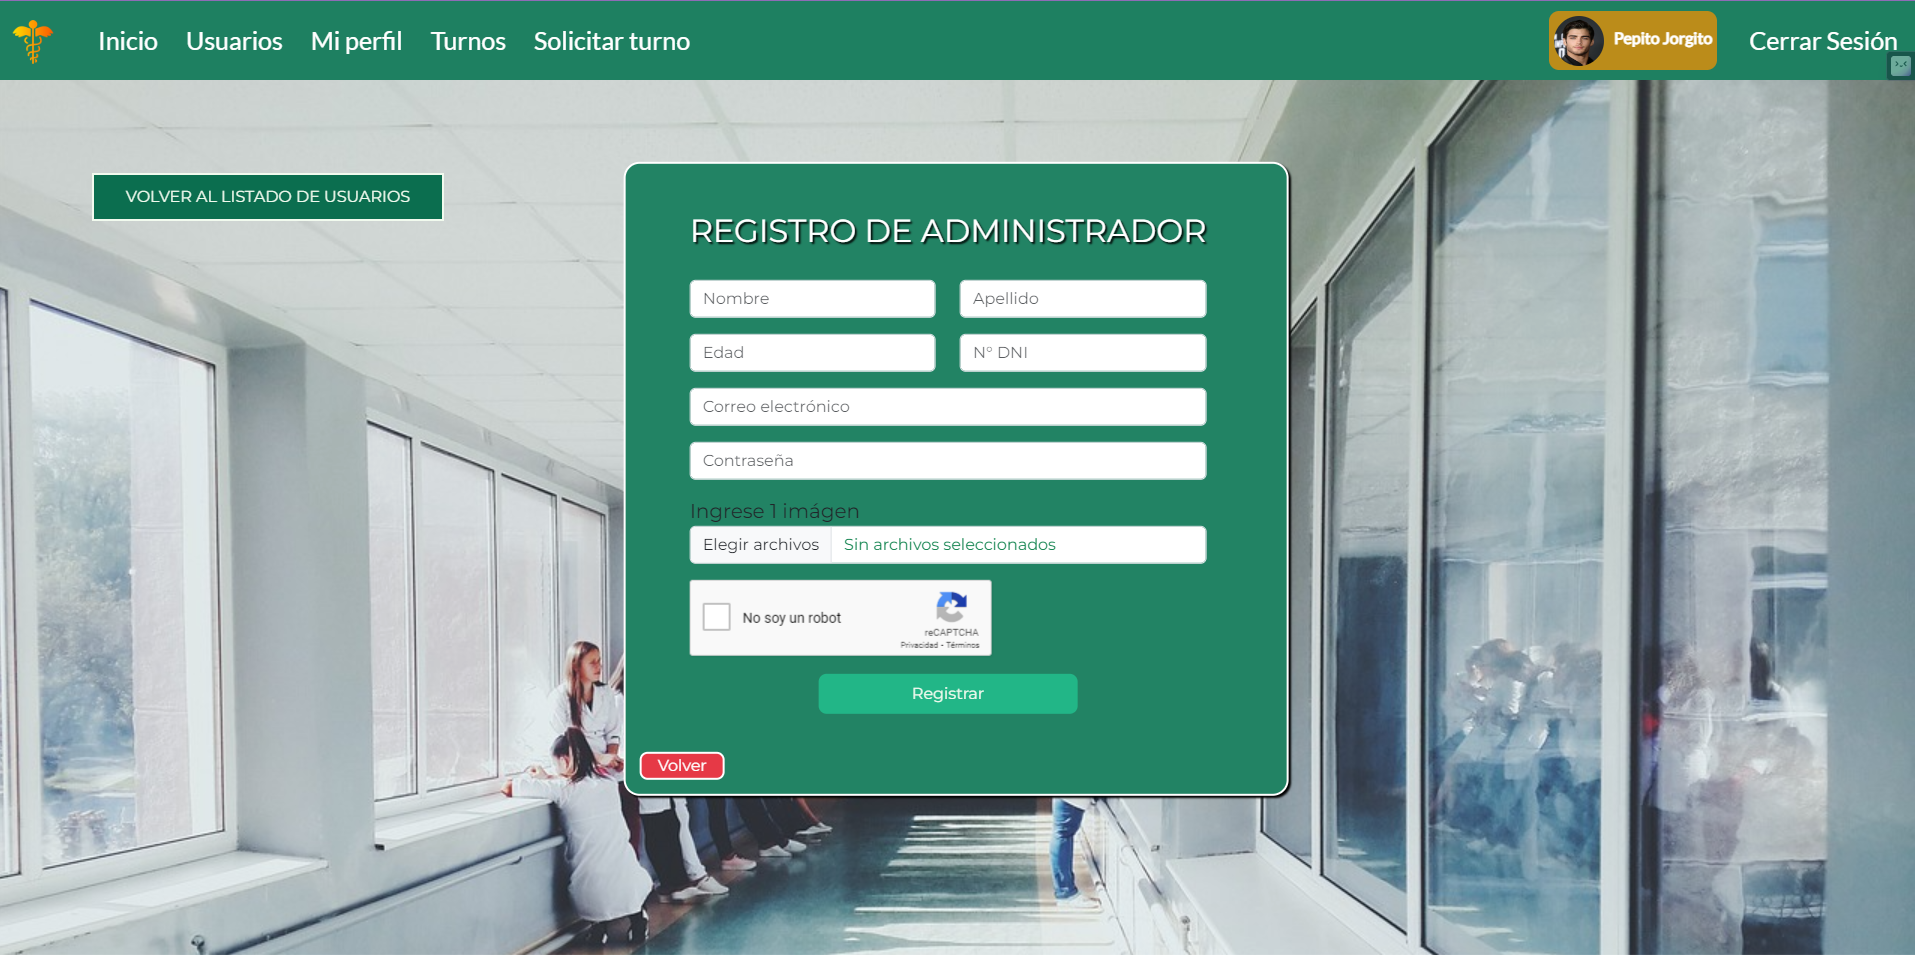 Inicio Usuarios Mi perfil Turnos Solicitar turno Pepito Jorgito Cerrar Sesión
VOLVER AL LISTADO DE USUARIOS
REGISTRO DE ADMINISTRADOR
Nombre Apellido
Edad N° DNI
Correo electrónico
Contraseña
Ingrese 1 imágen
Elegir archivos Sin archivos seleccionados
No soy un robot
reCAPTCHA
Privacidad - Términos
Registrar
Volver